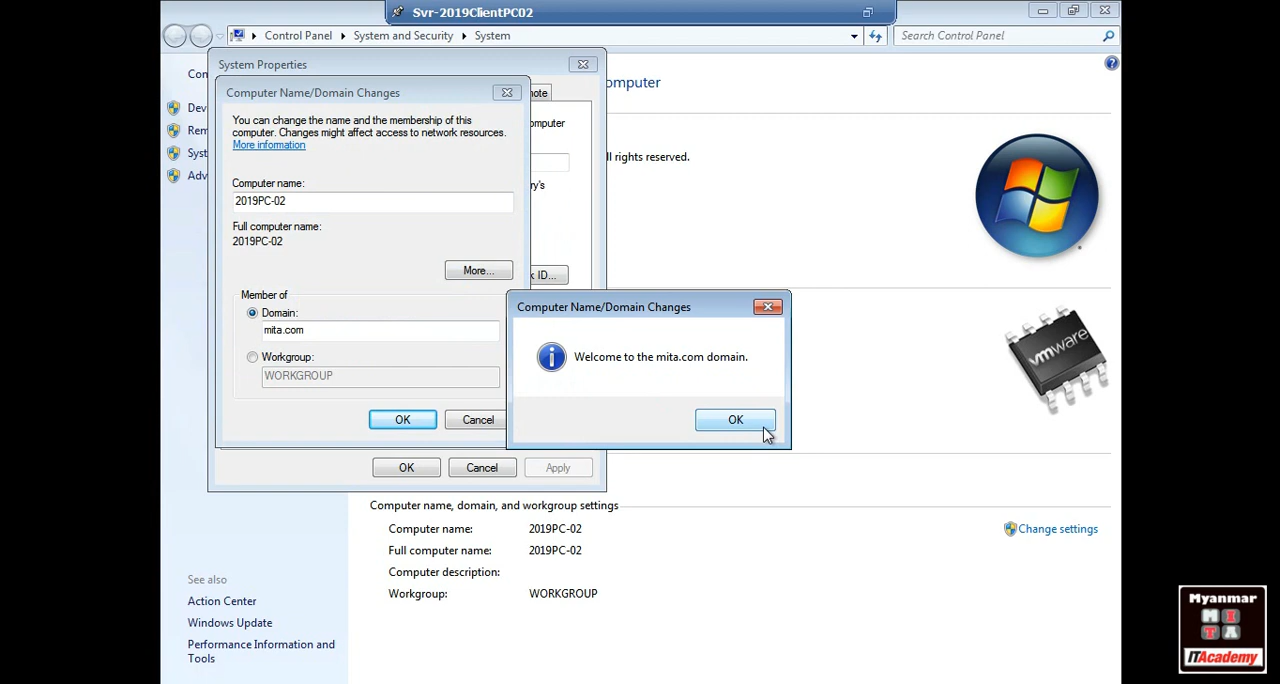 Svr-2019ClientPC02
Control Panel
System and Security
System
Search Control Panel
System Properties
Computer Name/Domain Changes
You can change the name and the membership of this
computer. Changes might affect access to network resources.
More information
Computer name:
2019PC-02
Full computer name:
2019PC-02
More...
Member of
Domain:
mita.com
Workgroup:
WORKGROUP
OK
Cancel
OK
Cancel
Apply
Computer Name/Domain Changes
Welcome to the mita.com domain.
OK
ll rights reserved.
vmware
Computer name, domain, and workgroup settings
Computer name:
2019PC-02
Full computer name:
2019PC-02
Computer description:
Workgroup:
WORKGROUP
Change settings
See also
Action Center
Windows Update
Performance Information and
Tools
Myanmar
M I
T A
ITAcademy